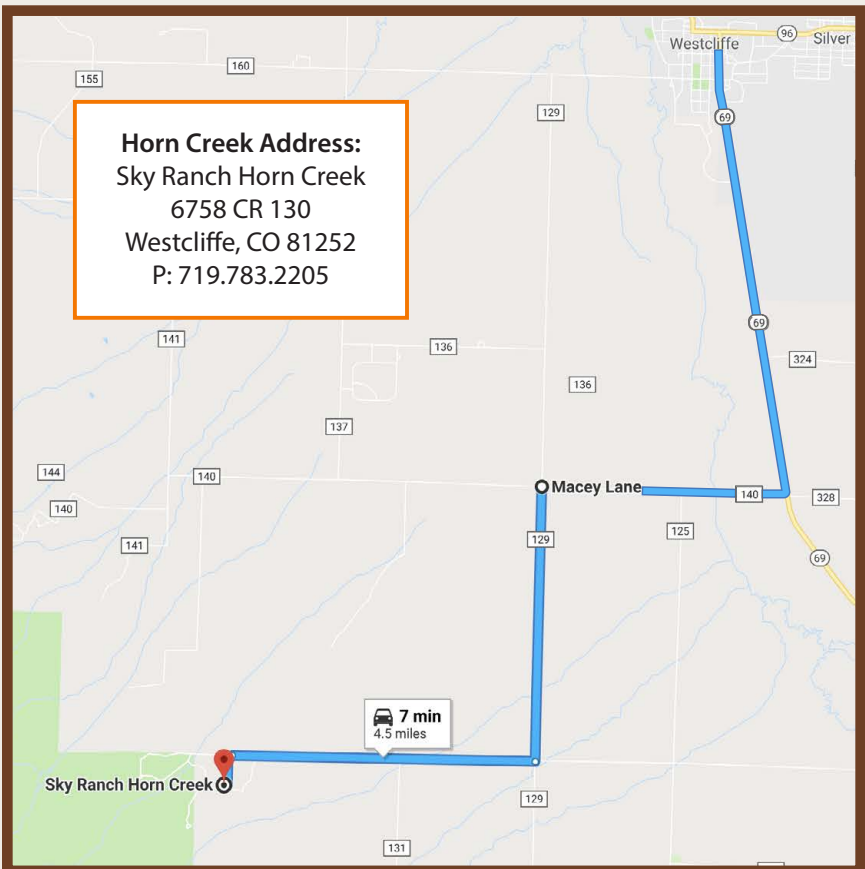 Westcliffe
96
Silver
160
155
129
69
Horn Creek Address:
Sky Ranch Horn Creek
6758 CR 130
Westcliffe, CO 81252
P: 719.783.2205
69
141
136
324
136
137
144
140
Macey Lane
140
328
140
125
129
141
69
7 min
4.5 miles
Sky Ranch Horn Creek
129
131